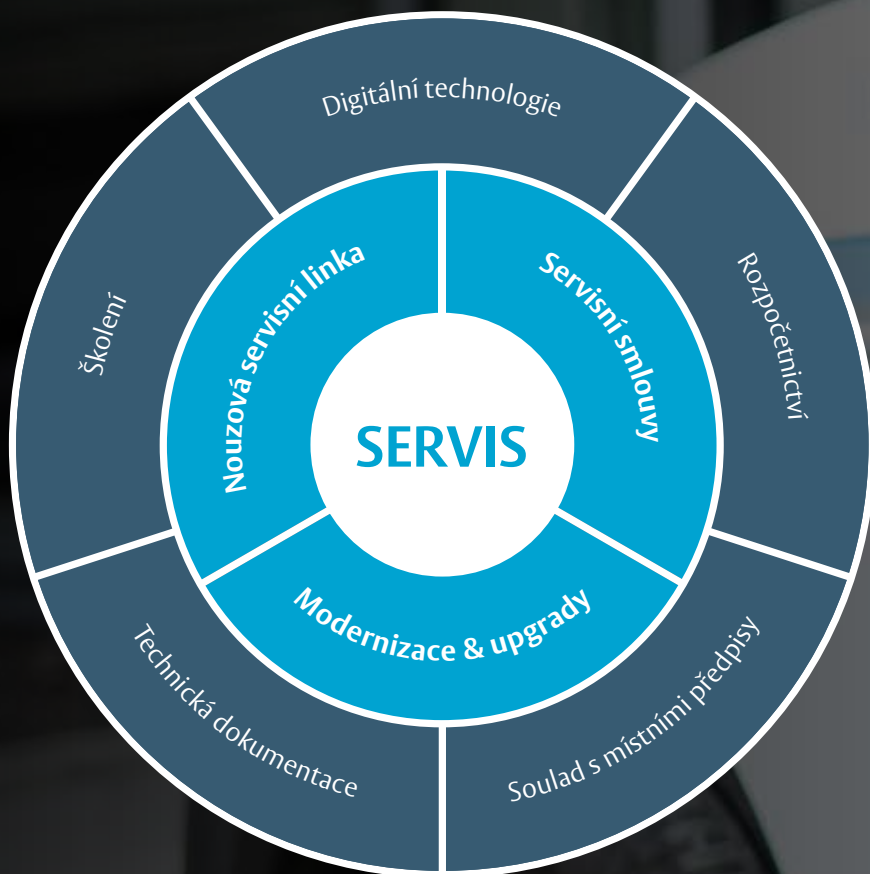 Digitální technologie
Rozpočetnictví
Soulad s místními předpisy
Technická dokumentace
Školení
Nouzová servisní linka
Servisní smlouvy
Modernizace & upgrady
SERVIS